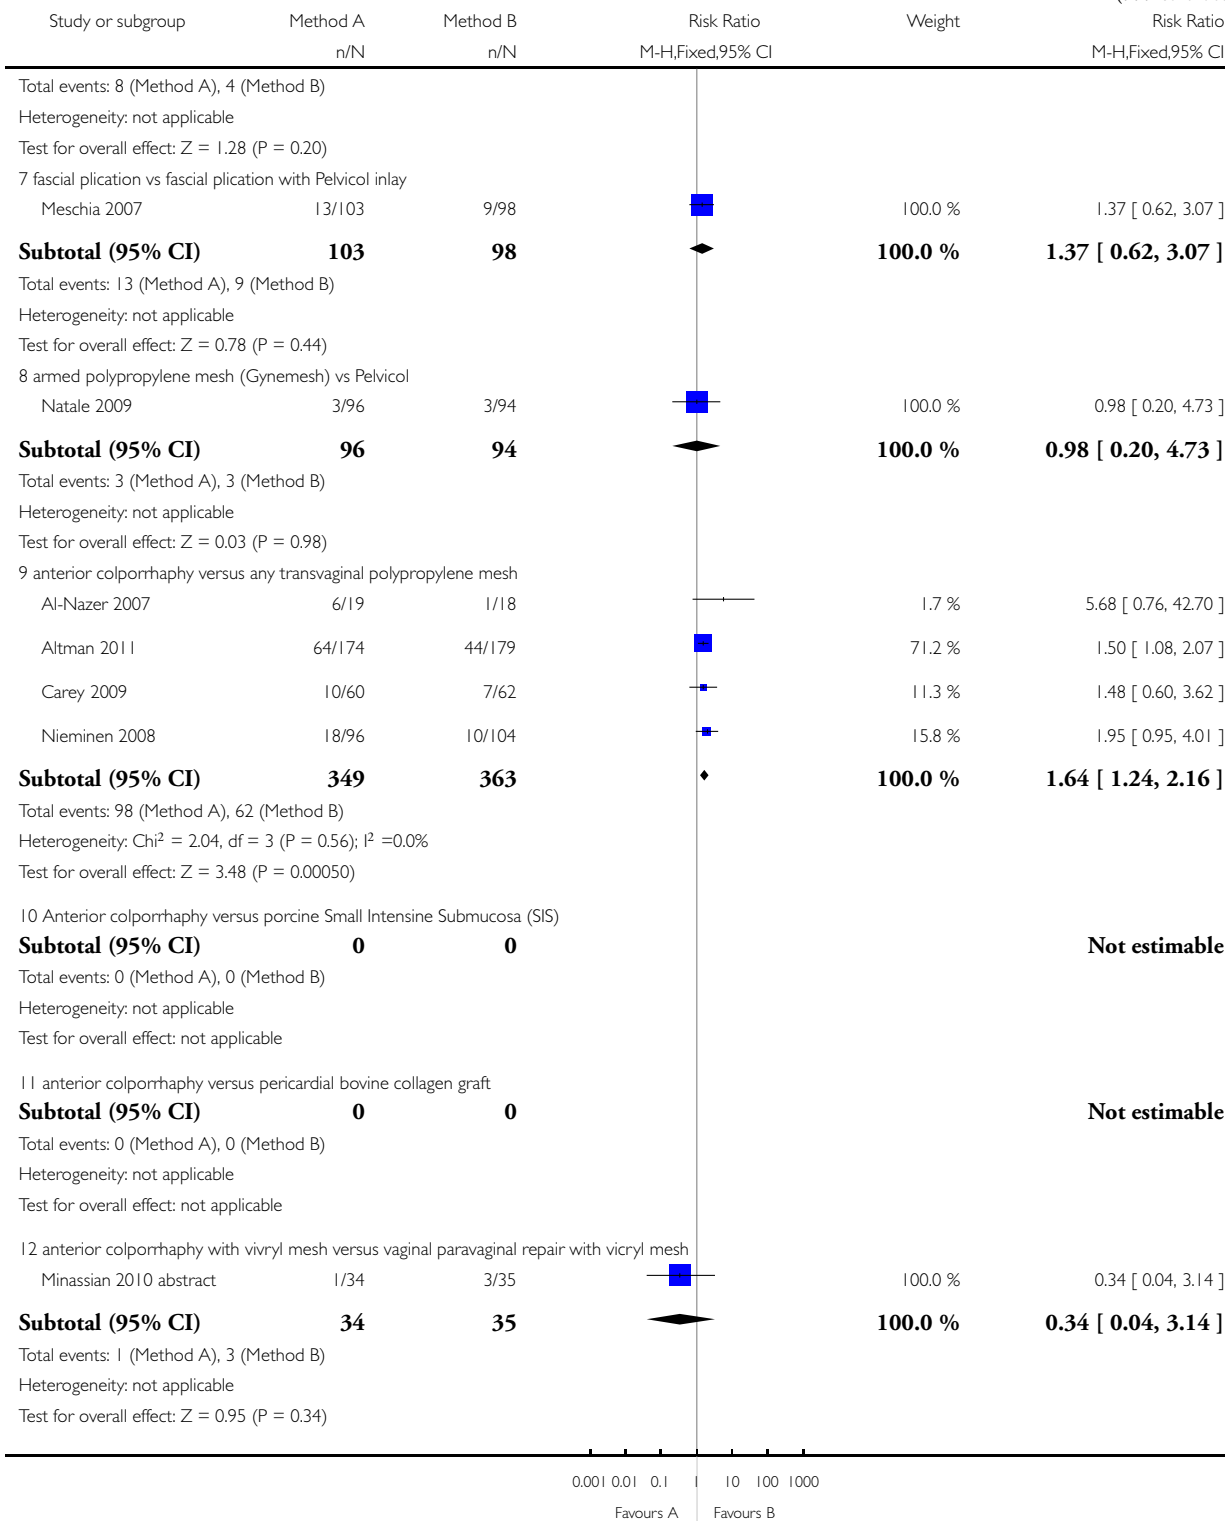 Study or subgroup Method A Method B Risk Ratio Weight Risk Ratio
n/N n/N M-H,Fixed,95% CI M-H,Fixed,95% CI
Total events: 8 (Method A), 4 (Method B)
Heterogeneity: not applicable
Test for overall effect: Z = 1.28 (P = 0.20)
7 fascial plication vs fascial plication with Pelvicol inlay
Meschia 2007 13/103 9/98 100.0 % 1.37 [ 0.62, 3.07 ]
Subtotal (95% CI) 103 98 100.0 % 1.37 [ 0.62, 3.07 ]
Total events: 13 (Method A), 9 (Method B)
Heterogeneity: not applicable
Test for overall effect: Z = 0.78 (P = 0.44)
8 armed polypropylene mesh (Gynemesh) vs Pelvicol
Natale 2009 3/96 3/94 100.0 % 0.98 [ 0.20, 4.73 ]
Subtotal (95% CI) 96 94 100.0 % 0.98 [ 0.20, 4.73 ]
Total events: 3 (Method A), 3 (Method B)
Heterogeneity: not applicable
Test for overall effect: Z = 0.03 (P = 0.98)
9 anterior colporrhaphy versus any transvaginal polypropylene mesh
Al-Nazer 2007 6/19 1/18 1.7 % 5.68 [ 0.76, 42.70 ]
Altman 2011 64/174 44/179 71.2 % 1.50 [ 1.08, 2.07 ]
Carey 2009 10/60 7/62 11.3 % 1.48 [ 0.60, 3.62 ]
Nieminen 2008 18/96 10/104 15.8 % 1.95 [ 0.95, 4.01 ]
Subtotal (95% CI) 349 363 100.0 % 1.64 [ 1.24, 2.16 ]
Total events: 98 (Method A), 62 (Method B)
Heterogeneity: Chi² = 2.04, df = 3 (P = 0.56); I² =0.0%
Test for overall effect: Z = 3.48 (P = 0.00050)
10 Anterior colporrhaphy versus porcine Small Intensine Submucosa (SIS)
Subtotal (95% CI) 0 0 Not estimable
Total events: 0 (Method A), 0 (Method B)
Heterogeneity: not applicable
Test for overall effect: not applicable
11 anterior colporrhaphy versus pericardial bovine collagen graft
Subtotal (95% CI) 0 0 Not estimable
Total events: 0 (Method A), 0 (Method B)
Heterogeneity: not applicable
Test for overall effect: not applicable
12 anterior colporrhaphy with vivryl mesh versus vaginal paravaginal repair with vicryl mesh
Minassian 2010 abstract 1/34 3/35 100.0 % 0.34 [ 0.04, 3.14 ]
Subtotal (95% CI) 34 35 100.0 % 0.34 [ 0.04, 3.14 ]
Total events: 1 (Method A), 3 (Method B)
Heterogeneity: not applicable
Test for overall effect: Z = 0.95 (P = 0.34)
0.001 0.01 0.1 1 10 100 1000
Favours A Favours B